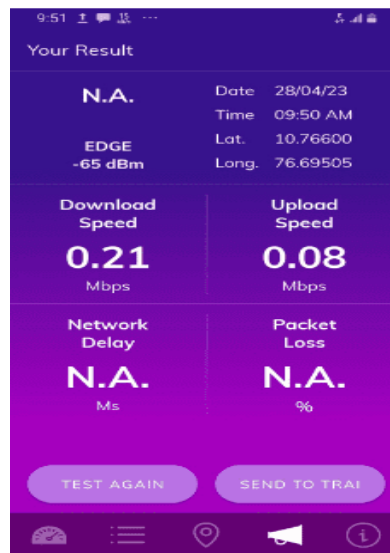 9:51
Your Result
N.A.
EDGE
-65 dBm
Date 28/04/23
Time 09:50 AM
Lat. 10.76600
Long. 76.69505
Download Speed
0.21
Mbps
Upload Speed
0.08
Mbps
Network Delay
N.A.
Ms
Packet Loss
N.A.
%
TEST AGAIN
SEND TO TRAI